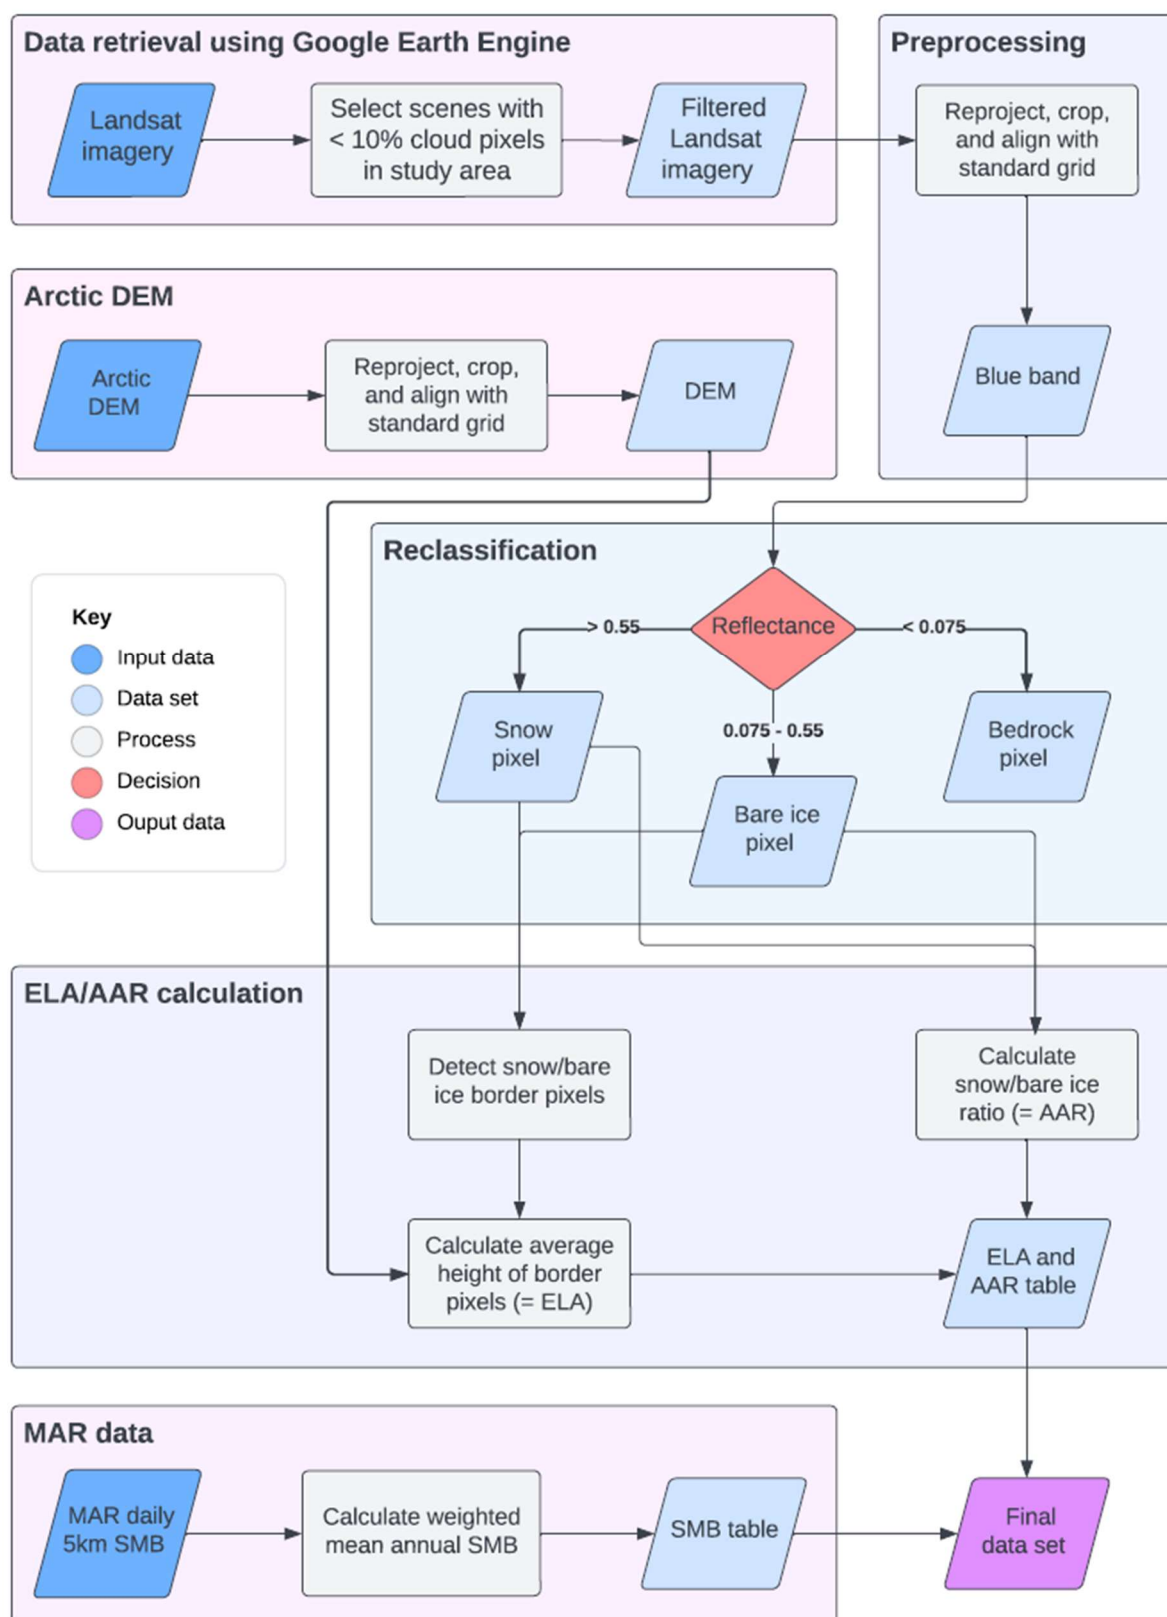 Data retrieval using Google Earth Engine
Landsat
imagery
Select scenes with
< 10% cloud pixels
in study area
Filtered
Landsat
imagery
Preprocessing
Reproject, crop,
and align with
standard grid
Blue band
Arctic DEM
Arctic
DEM
Reproject, crop,
and align with
standard grid
DEM
Key
Input data
Data set
Process
Decision
Ouput data
Reclassification
Reflectance
> 0.55
< 0.075
0.075 - 0.55
Snow
pixel
Bare ice
pixel
Bedrock
pixel
ELA/AAR calculation
Detect snow/bare
ice border pixels
Calculate
snow/bare ice
ratio (= AAR)
Calculate average
height of border
pixels (= ELA)
ELA and
AAR table
MAR data
MAR daily
5km SMB
Calculate weighted
mean annual SMB
SMB table
Final
data set